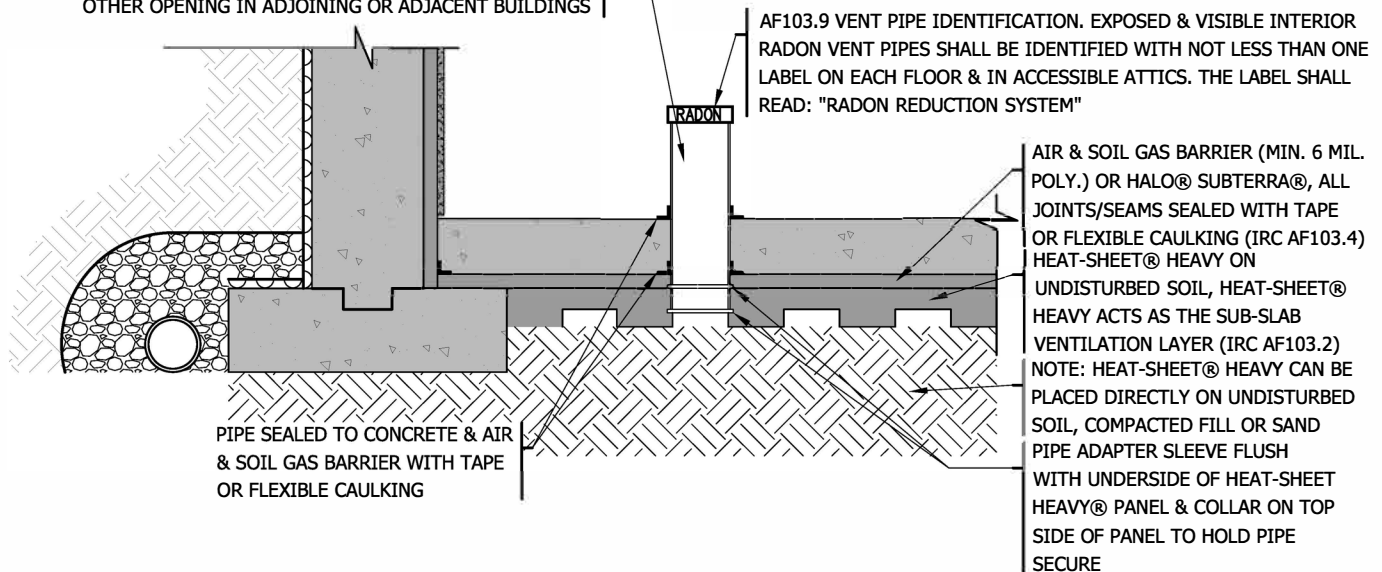 OTHER OPENING IN ADJOINING OR ADJACENT BUILDINGS
AF103.9 VENT PIPE IDENTIFICATION. EXPOSED & VISIBLE INTERIOR
RADON VENT PIPES SHALL BE IDENTIFIED WITH NOT LESS THAN ONE
LABEL ON EACH FLOOR & IN ACCESSIBLE ATTICS. THE LABEL SHALL
READ: "RADON REDUCTION SYSTEM"
RADON
AIR & SOIL GAS BARRIER (MIN. 6 MIL.
POLY.) OR HALO® SUBTERRA®, ALL
JOINTS/SEAMS SEALED WITH TAPE
OR FLEXIBLE CAULKING (IRC AF103.4)
HEAT-SHEET® HEAVY ON
UNDISTURBED SOIL, HEAT-SHEET®
HEAVY ACTS AS THE SUB-SLAB
VENTILATION LAYER (IRC AF103.2)
NOTE: HEAT-SHEET® HEAVY CAN BE
PLACED DIRECTLY ON UNDISTURBED
SOIL, COMPACTED FILL OR SAND
PIPE ADAPTER SLEEVE FLUSH
WITH UNDERSIDE OF HEAT-SHEET
HEAVY® PANEL & COLLAR ON TOP
SIDE OF PANEL TO HOLD PIPE
SECURE
PIPE SEALED TO CONCRETE & AIR
& SOIL GAS BARRIER WITH TAPE
OR FLEXIBLE CAULKING